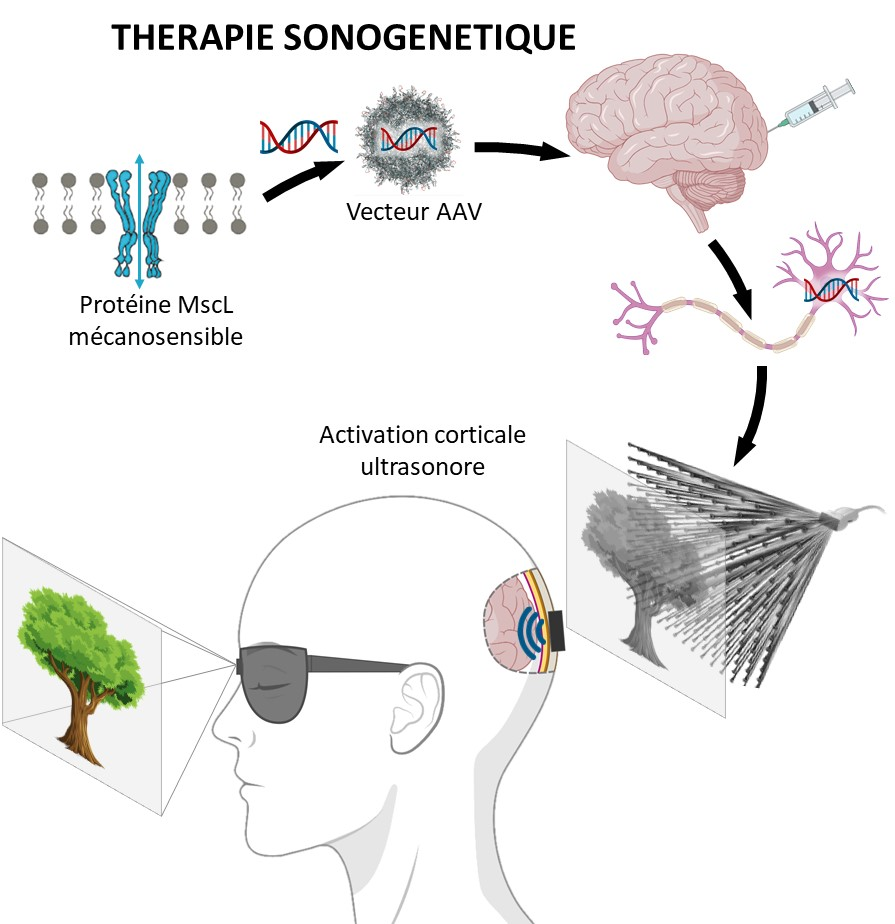 THERAPIE SONOGENETIQUE
Vecteur AAV
Protéine MscL
mécanosensible
Activation corticale
ultrasonore